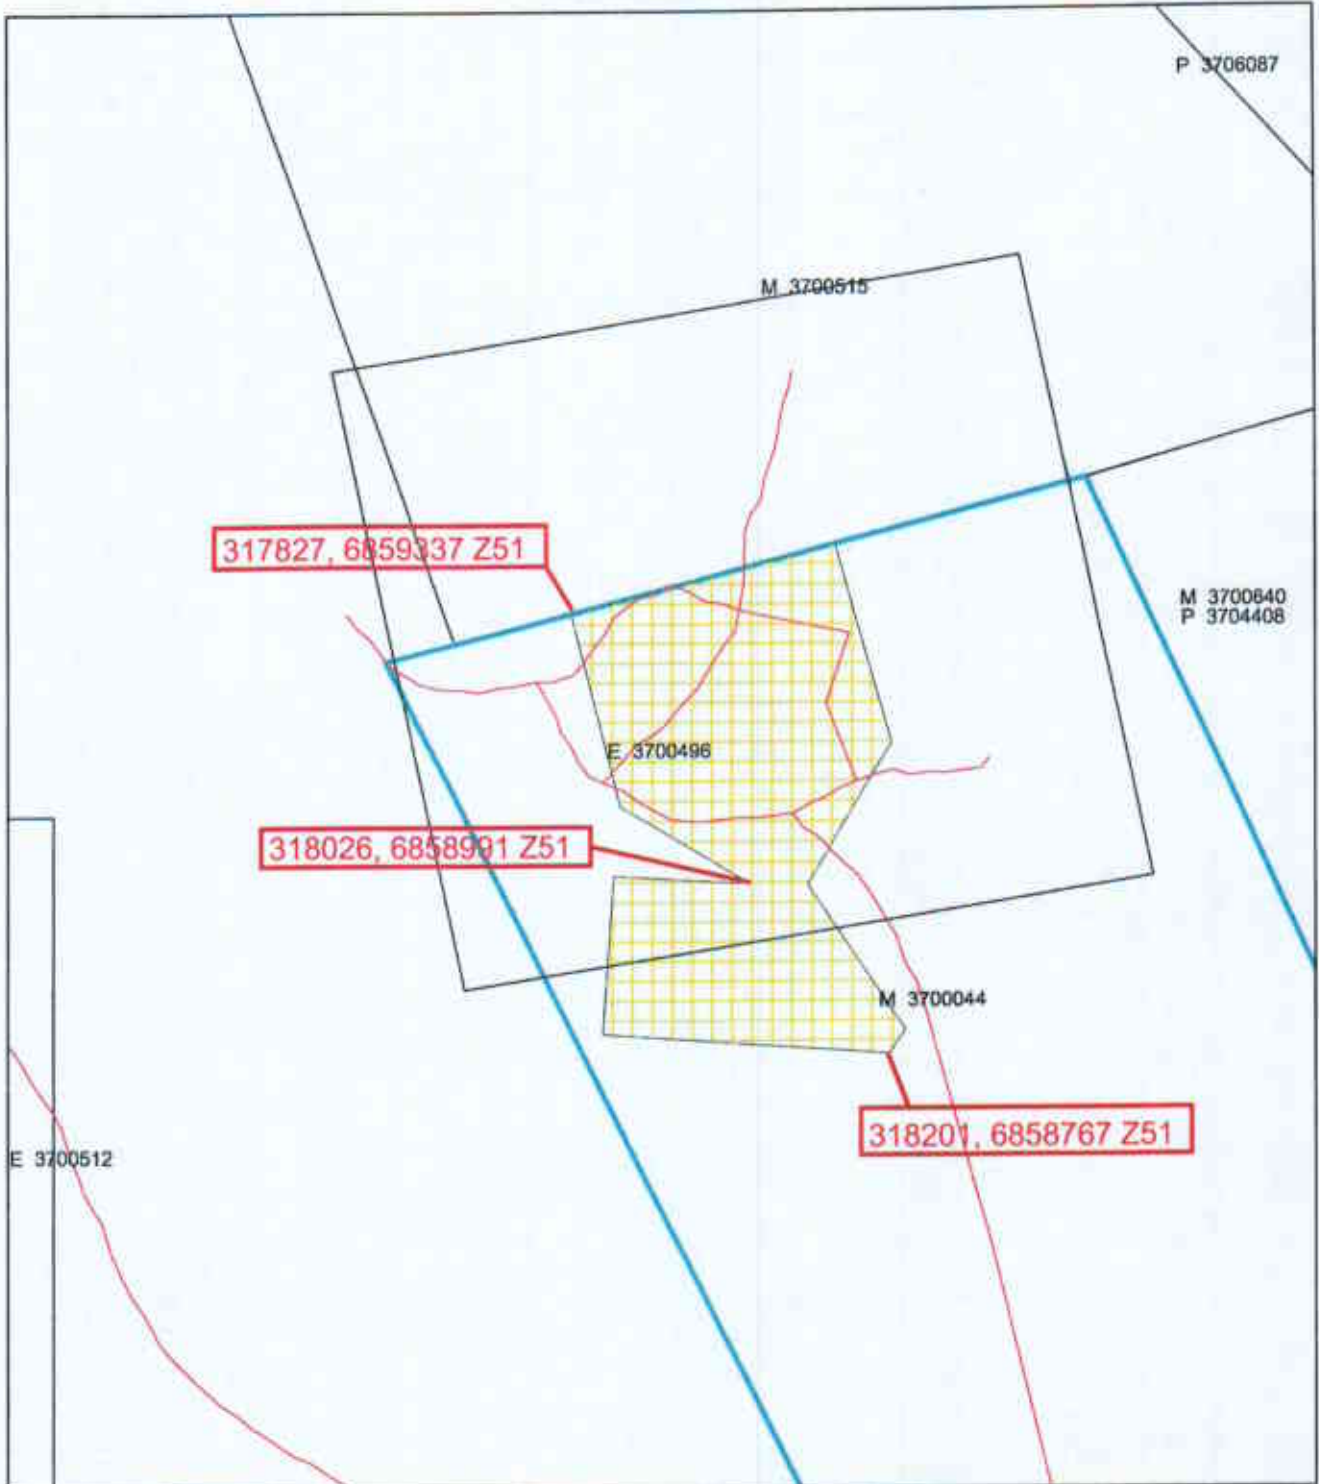 P 3706087
M 3700515
317827, 6859337 Z51
M 3700640
P 3704408
E 3700496
318026, 6858991 Z51
M 3700044
318201, 6858767 Z51
E 3700512